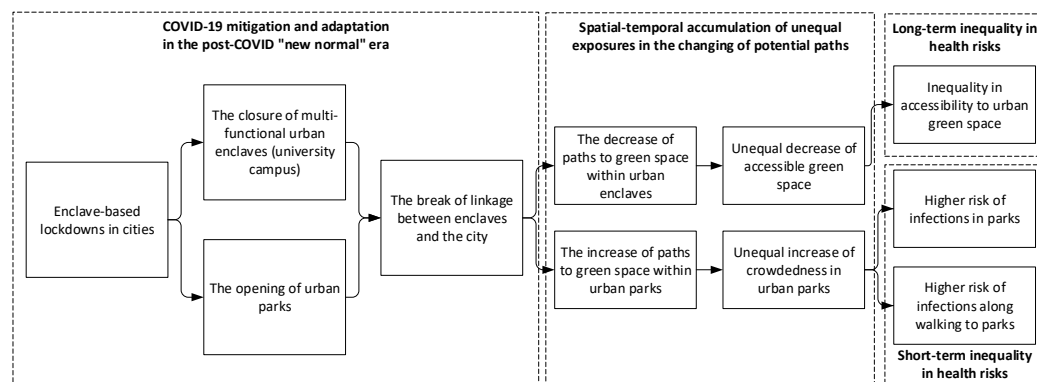 COVID-19 mitigation and adaptation
in the post-COVID "new normal" era
Enclave-based
lockdowns in cities
The closure of multi-
functional urban
enclaves (university
campus)
The opening of urban
parks
The break of linkage
between enclaves
and the city
Spatial-temporal accumulation of unequal
exposures in the changing of potential paths
The decrease of
paths to green space
within urban
enclaves
Unequal decrease of
accessible green
space
The increase of paths
to green space within
urban parks
Unequal increase of
crowdedness in
urban parks
Long-term inequality in
health risks
Inequality in
accessibility to urban
green space
Higher risk of
infections in parks
Higher risk of
infections along
walking to parks
Short-term inequality
in health risks